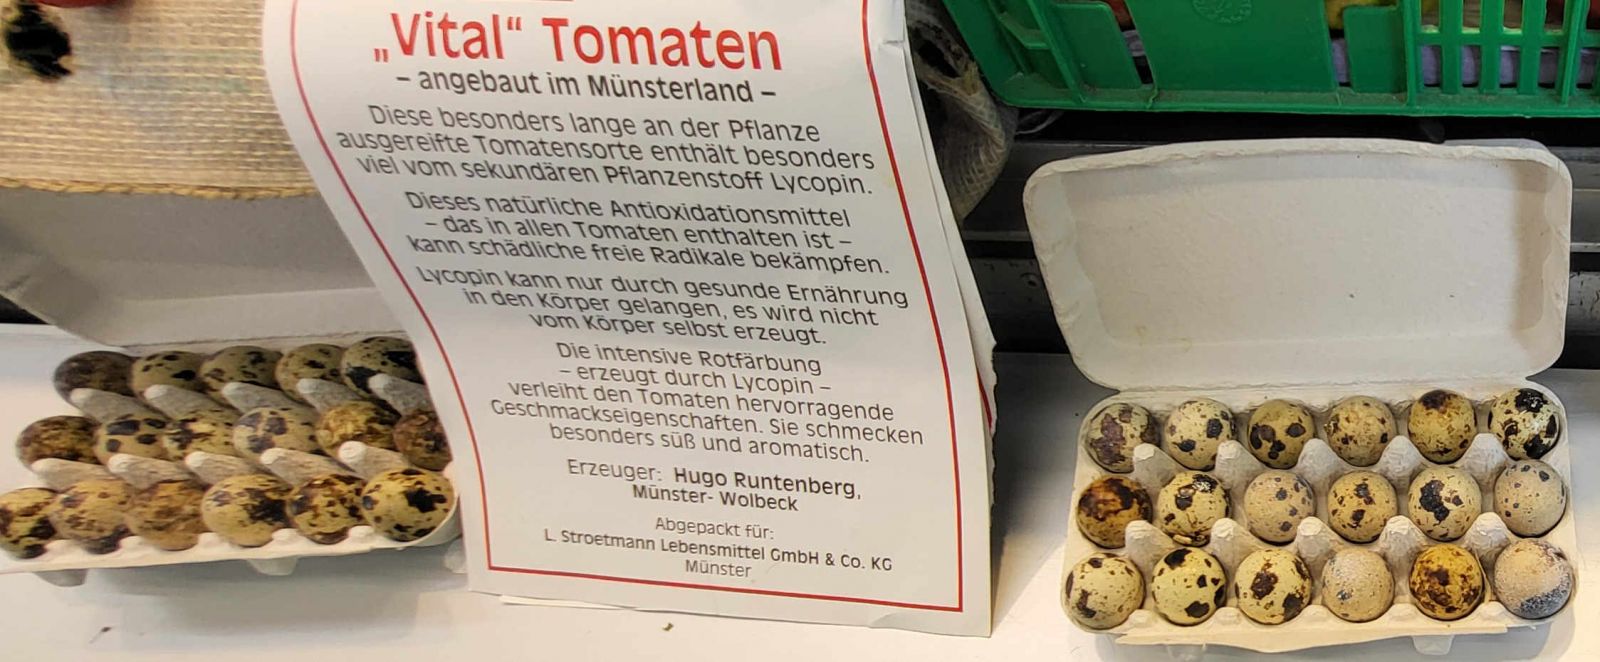 „Vital“ Tomaten
– angebaut im Münsterland –
Diese besonders lange an der Pflanze
ausgereifte Tomatensorte enthält besonders
viel vom sekundären Pflanzenstoff Lycopin.
Dieses natürliche Antioxidationsmittel
– das in allen Tomaten enthalten ist –
kann schädliche freie Radikale bekämpfen.
Lycopin kann nur durch gesunde Ernährung
in den Körper gelangen, es wird nicht
vom Körper selbst erzeugt.
Die intensive Rotfärbung
– erzeugt durch Lycopin –
verleiht den Tomaten hervorragende
Geschmackseigenschaften. Sie schmecken
besonders süß und aromatisch.
Erzeuger: Hugo Runtenberg,
Münster- Wolbeck
Abgepackt für:
L. Stroetmann Lebensmittel GmbH & Co. KG
Münster